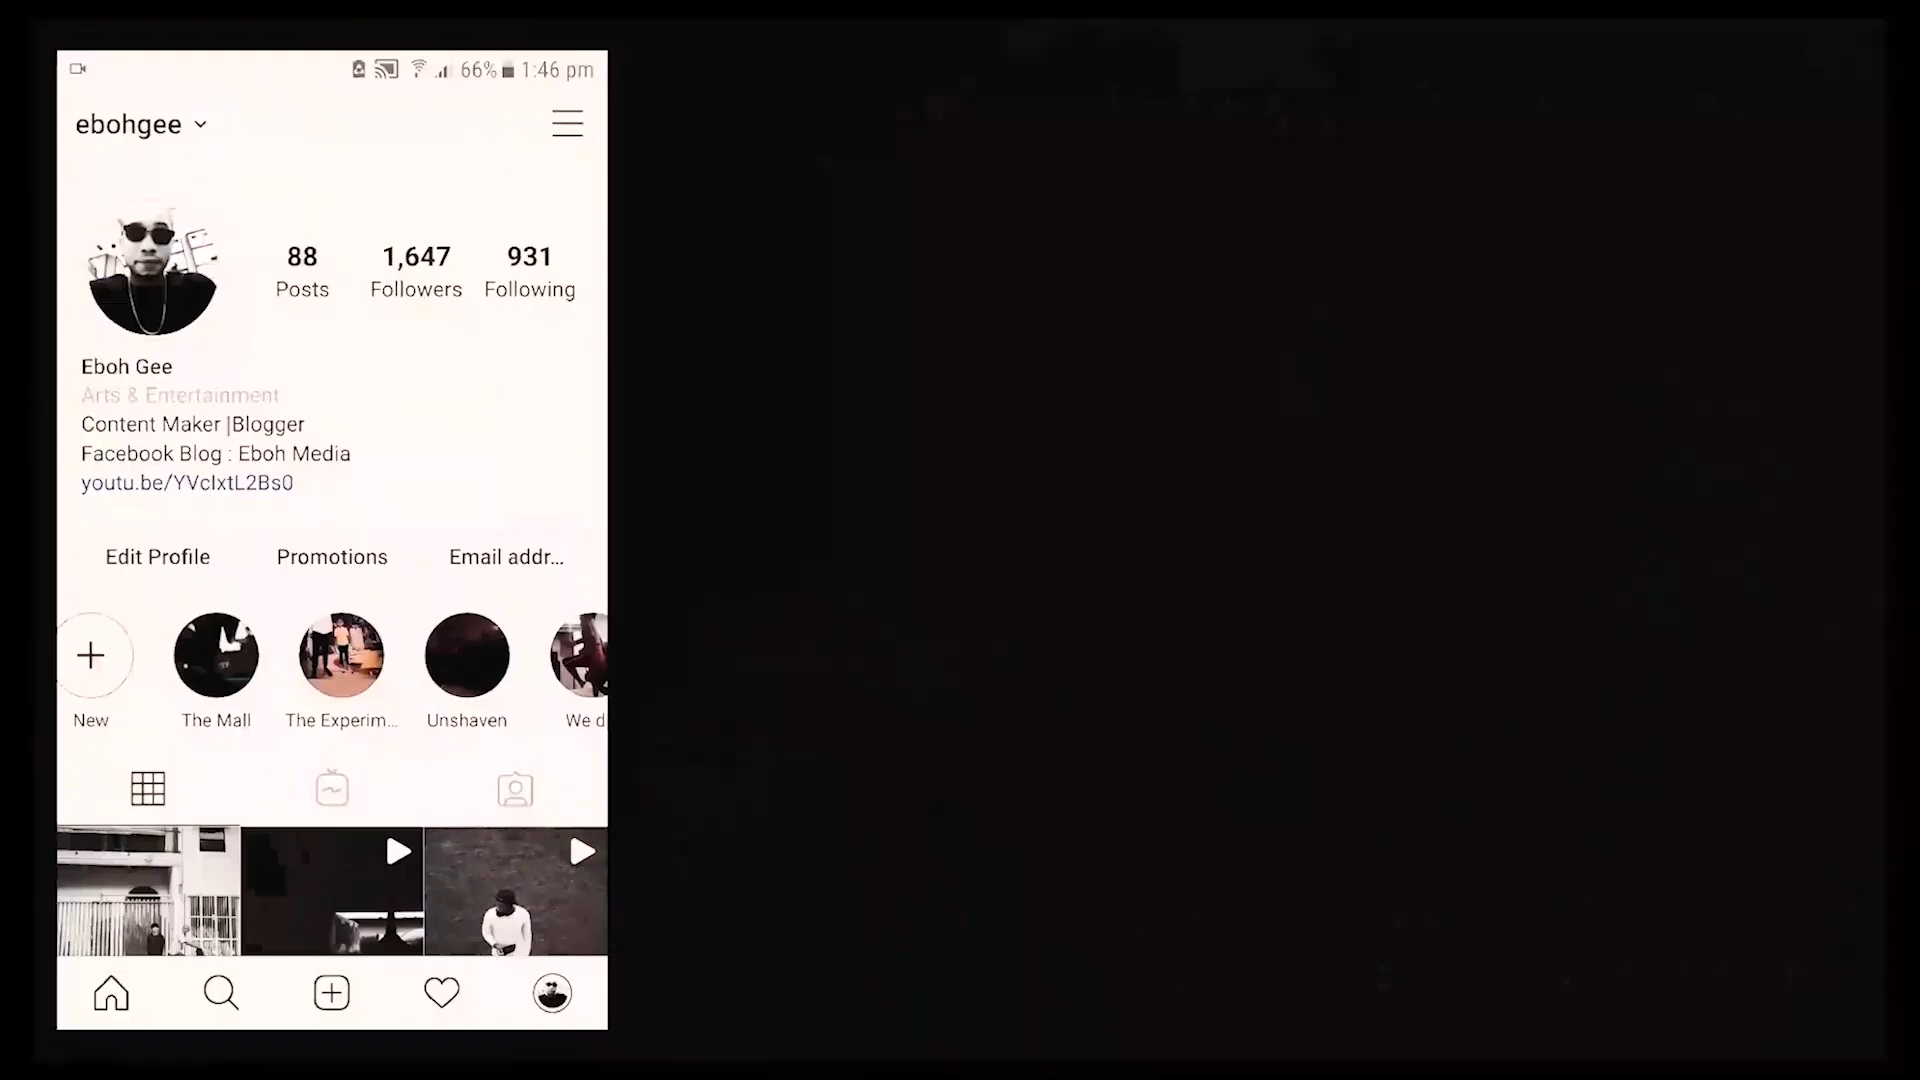 66% 1:46 pm
ebohgee
88 1,647 931
Posts Followers Following
Eboh Gee
Arts & Entertainment
Content Maker |Blogger
Facebook Blog : Eboh Media
youtu.be/YVcIxtL2Bs0
Edit Profile Promotions Email addr...
New The Mall The Experim... Unshaven We d